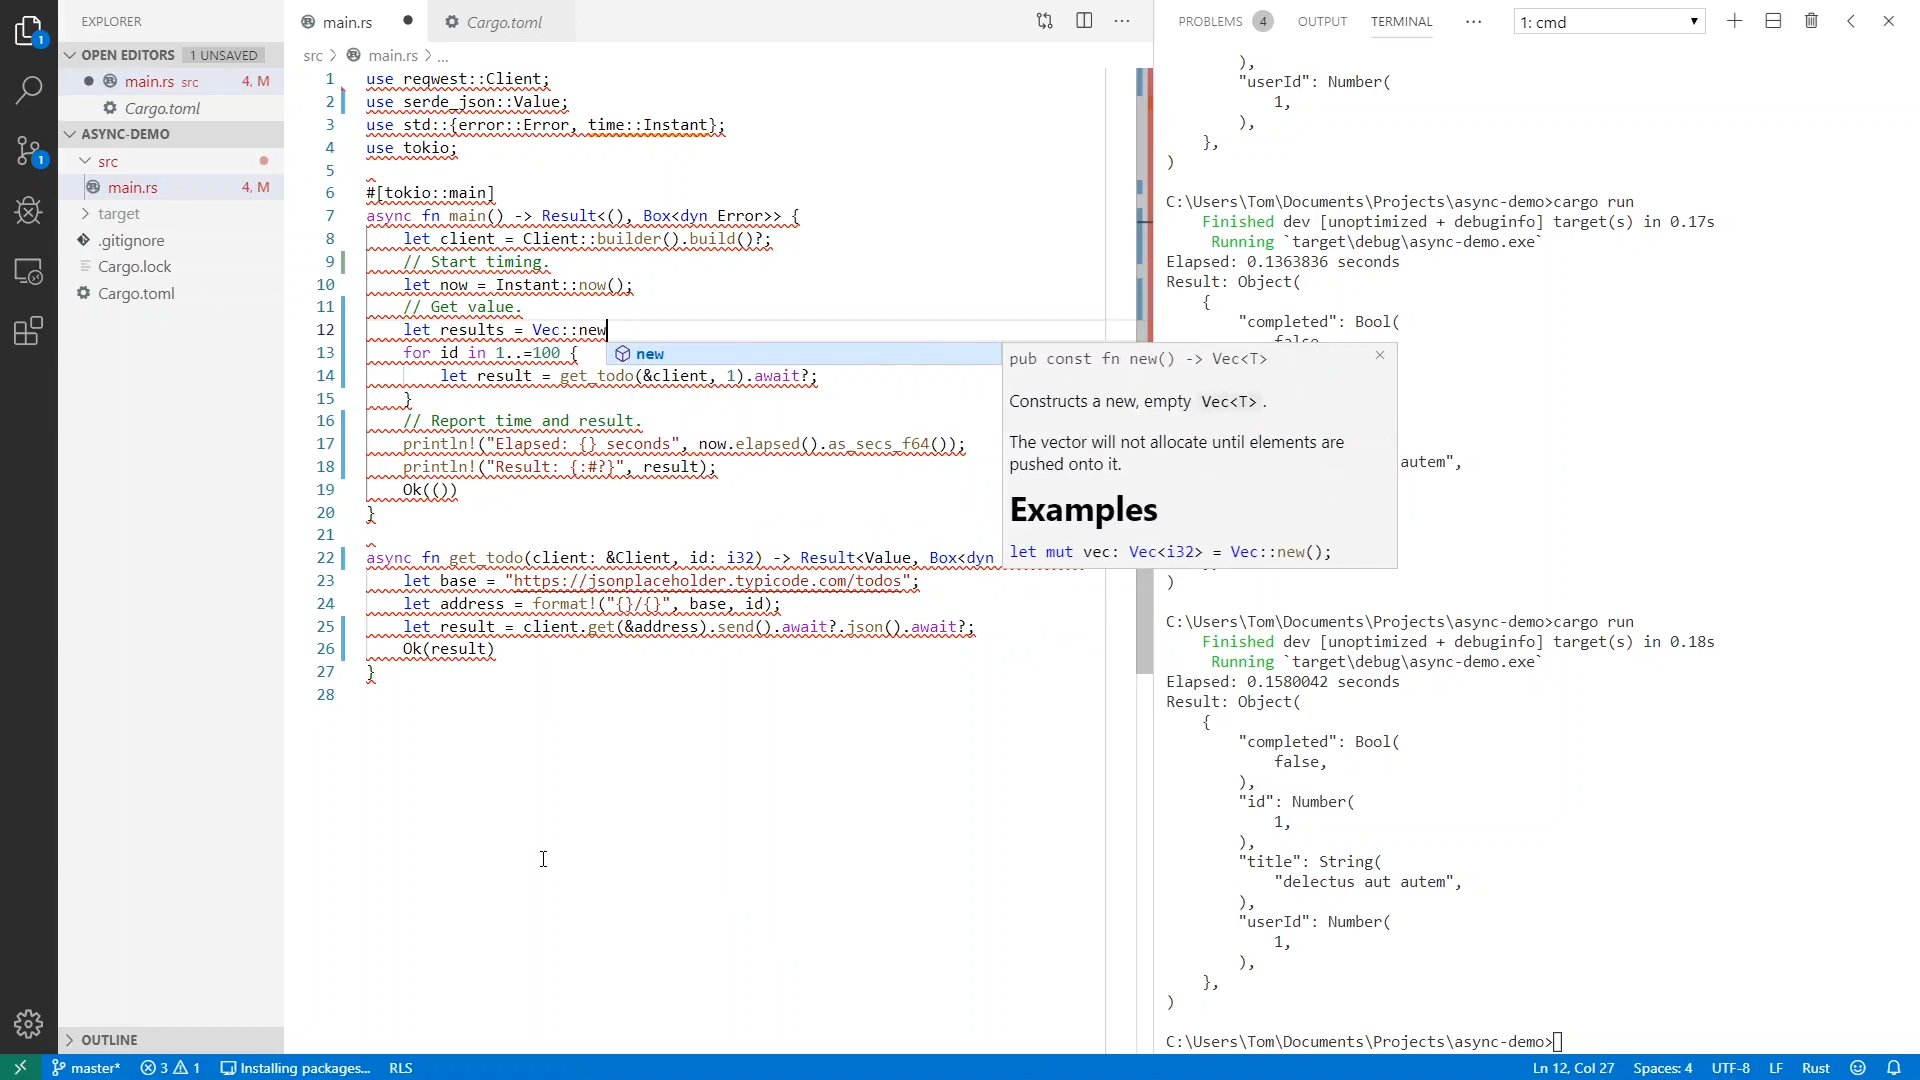 EXPLORER
OPEN EDITORS 1 UNSAVED
main.rs src 4, M
Cargo.toml
ASYNC-DEMO
src
main.rs 4, M
target
.gitignore
Cargo.lock
Cargo.toml
OUTLINE
1
1
main.rs
Cargo.toml
src > main.rs > ...
1 use reqwest::Client;
2 use serde_json::Value;
3 use std::{error::Error, time::Instant};
4 use tokio;
5
6 #[tokio::main]
7 async fn main() -> Result<(), Box<dyn Error>> {
8 let client = Client::builder().build()?;
9 // Start timing.
10 let now = Instant::now();
11 // Get value.
12 let results = Vec::new
13 for id in 1..=100 {
14 let result = get_todo(&client, 1).await?;
15 }
16 // Report time and result.
17 println!("Elapsed: {} seconds", now.elapsed().as_secs_f64());
18 println!("Result: {:#?}", result);
19 Ok(())
20 }
21
22 async fn get_todo(client: &Client, id: i32) -> Result<Value, Box<dyn
23 let base = "https://jsonplaceholder.typicode.com/todos";
24 let address = format!("{}/{}", base, id);
25 let result = client.get(&address).send().await?.json().await?;
26 Ok(result)
27 }
28
new
pub const fn new() -> Vec<T>
Constructs a new, empty Vec<T> .
The vector will not allocate until elements are
pushed onto it.
Examples
let mut vec: Vec<i32> = Vec::new();
PROBLEMS 4 OUTPUT TERMINAL ... 1: cmd
),
"userId": Number(
1,
),
},
)
C:\Users\Tom\Documents\Projects\async-demo>cargo run
Finished dev [unoptimized + debuginfo] target(s) in 0.17s
Running `target\debug\async-demo.exe`
Elapsed: 0.1363836 seconds
Result: Object(
{
"completed": Bool(
autem",
)
C:\Users\Tom\Documents\Projects\async-demo>cargo run
Finished dev [unoptimized + debuginfo] target(s) in 0.18s
Running `target\debug\async-demo.exe`
Elapsed: 0.1580042 seconds
Result: Object(
{
"completed": Bool(
false,
),
"id": Number(
1,
),
"title": String(
"delectus aut autem",
),
"userId": Number(
1,
),
},
)
C:\Users\Tom\Documents\Projects\async-demo>
master* 3 1 Installing packages... RLS Ln 12, Col 27 Spaces: 4 UTF-8 LF Rust